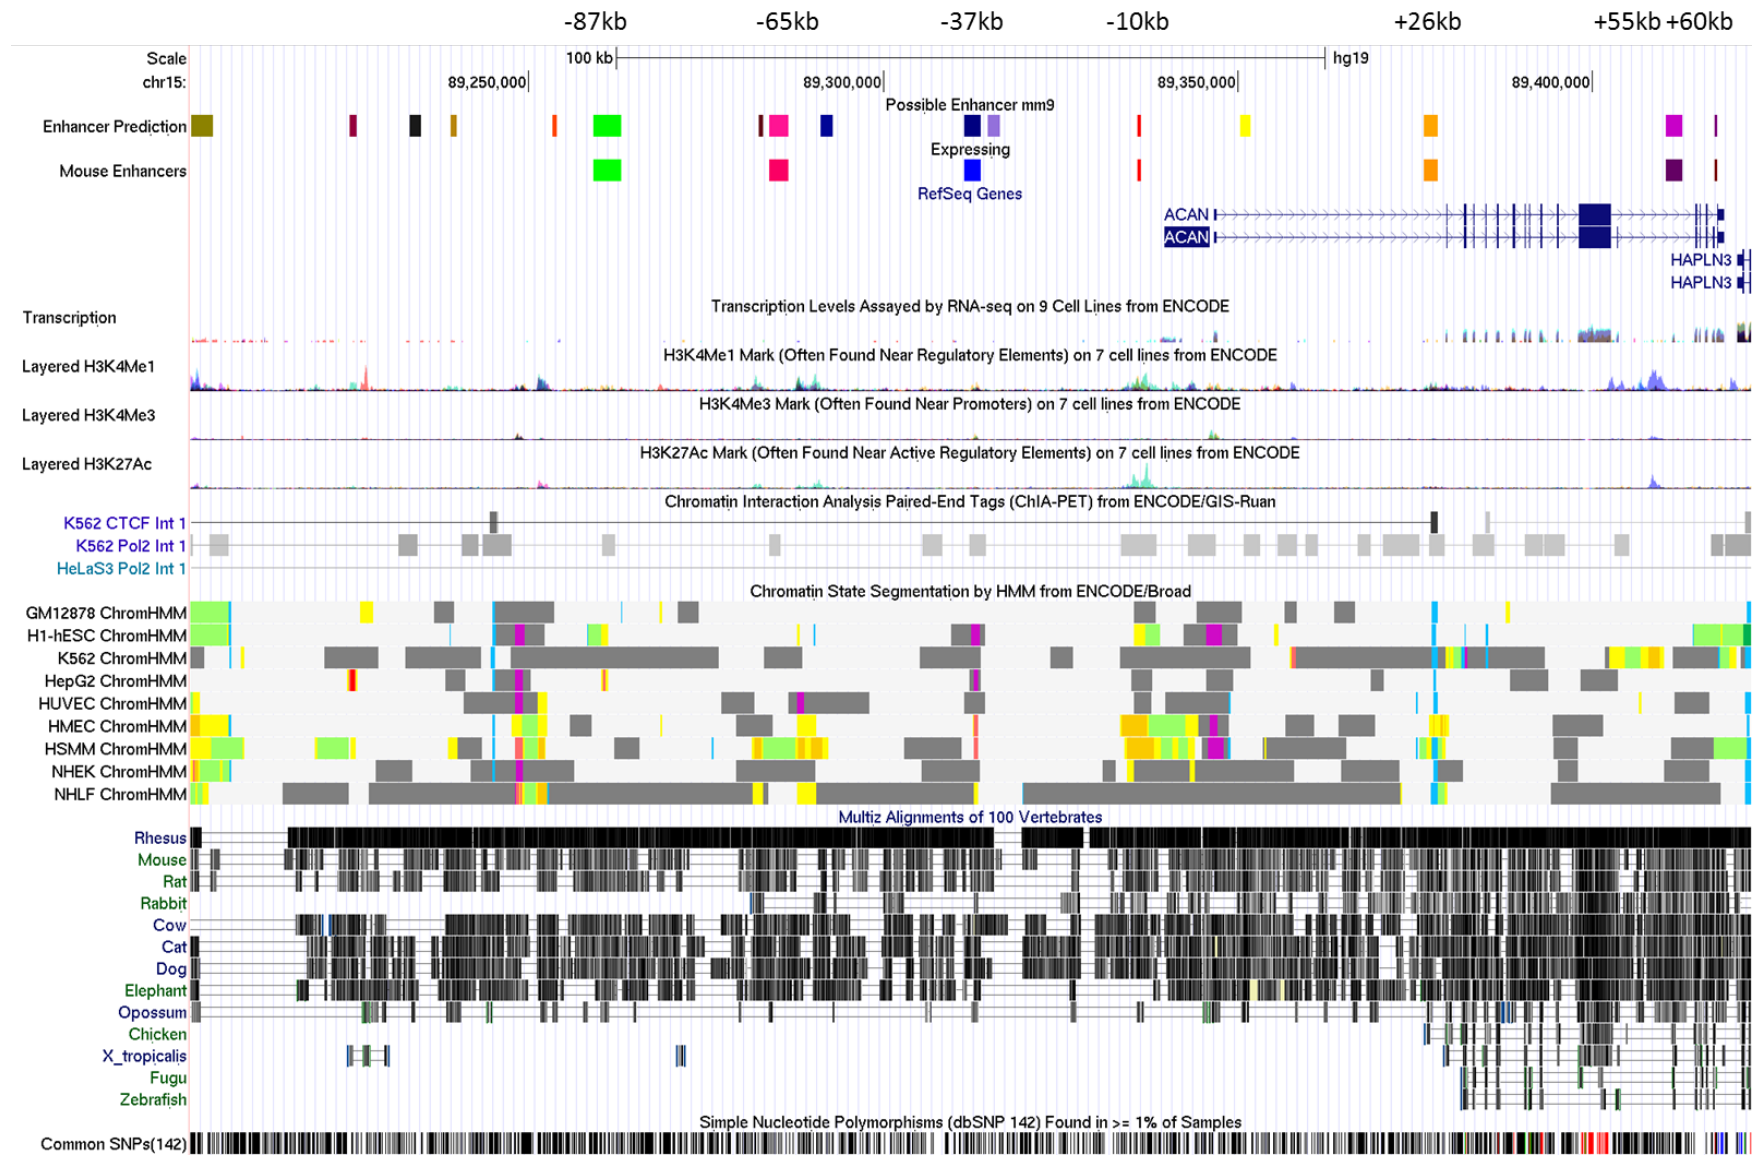 -87kb -65kb -37kb -10kb +26kb +55kb +60kb
Scale 100 kb hg19
chr15: 89,250,000 89,300,000 89,350,000 89,400,000
Possible Enhancer mm9
Enhancer Prediction
Expressing
Mouse Enhancers
RefSeq Genes
ACAN
ACAN
HAPLN3
HAPLN3
Transcription Levels Assayed by RNA-seq on 9 Cell Lines from ENCODE
Transcription
H3K4Me1 Mark (Often Found Near Regulatory Elements) on 7 cell lines from ENCODE
Layered H3K4Me1
H3K4Me3 Mark (Often Found Near Promoters) on 7 cell lines from ENCODE
Layered H3K4Me3
H3K27Ac Mark (Often Found Near Active Regulatory Elements) on 7 cell lines from ENCODE
Layered H3K27Ac
Chromatin Interaction Analysis Paired-End Tags (ChIA-PET) from ENCODE/GIS-Ruan
K562 CTCF Int 1
K562 Pol2 Int 1
HeLaS3 Pol2 Int 1
Chromatin State Segmentation by HMM from ENCODE/Broad
GM12878 ChromHMM
H1-hESC ChromHMM
K562 ChromHMM
HepG2 ChromHMM
HUVEC ChromHMM
HMEC ChromHMM
HSMM ChromHMM
NHEK ChromHMM
NHLF ChromHMM
Multiz Alignments of 100 Vertebrates
Rhesus
Mouse
Rat
Rabbit
Cow
Cat
Dog
Elephant
Opossum
Chicken
X_tropicalis
Fugu
Zebrafish
Simple Nucleotide Polymorphisms (dbSNP 142) Found in >= 1% of Samples
Common SNPs(142)